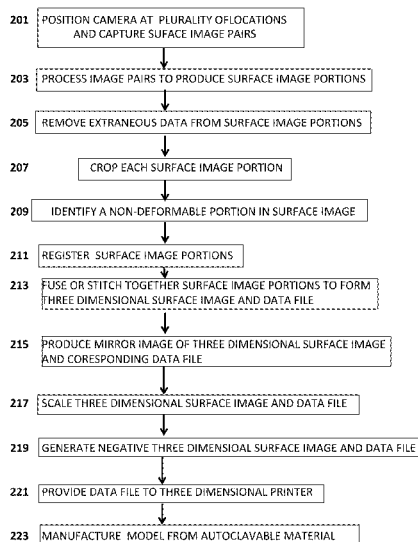 201 POSITION CAMERA AT PLURALITY OFLOCATIONS
AND CAPTURE SUFACE IMAGE PAIRS
203 PROCESS IMAGE PAIRS TO PRODUCE SURFACE IMAGE PORTIONS
205 REMOVE EXTRANEOUS DATA FROM SURFACE IMAGE PORTIONS
207 CROP EACH SURFACE IMAGE PORTION
209 IDENTIFY A NON-DEFORMABLE PORTION IN SURFACE IMAGE
211 REGISTER SURFACE IMAGE PORTIONS
213 FUSE OR STITCH TOGETHER SURFACE IMAGE PORTIONS TO FORM
THREE DIMENSIONAL SURFACE IMAGE AND DATA FILE
215 PRODUCE MIRROR IMAGE OF THREE DIMENSIONAL SURFACE IMAGE
AND CORESPONDING DATA FILE
217 SCALE THREE DIMENSIONAL SURFACE IMAGE AND DATA FILE
219 GENERATE NEGATIVE THREE DIMENSIOAL SURFACE IMAGE AND DATA FILE
221 PROVIDE DATA FILE TO THREE DIMENSIONAL PRINTER
223 MANUFACTURE MODEL FROM AUTOCLAVABLE MATERIAL